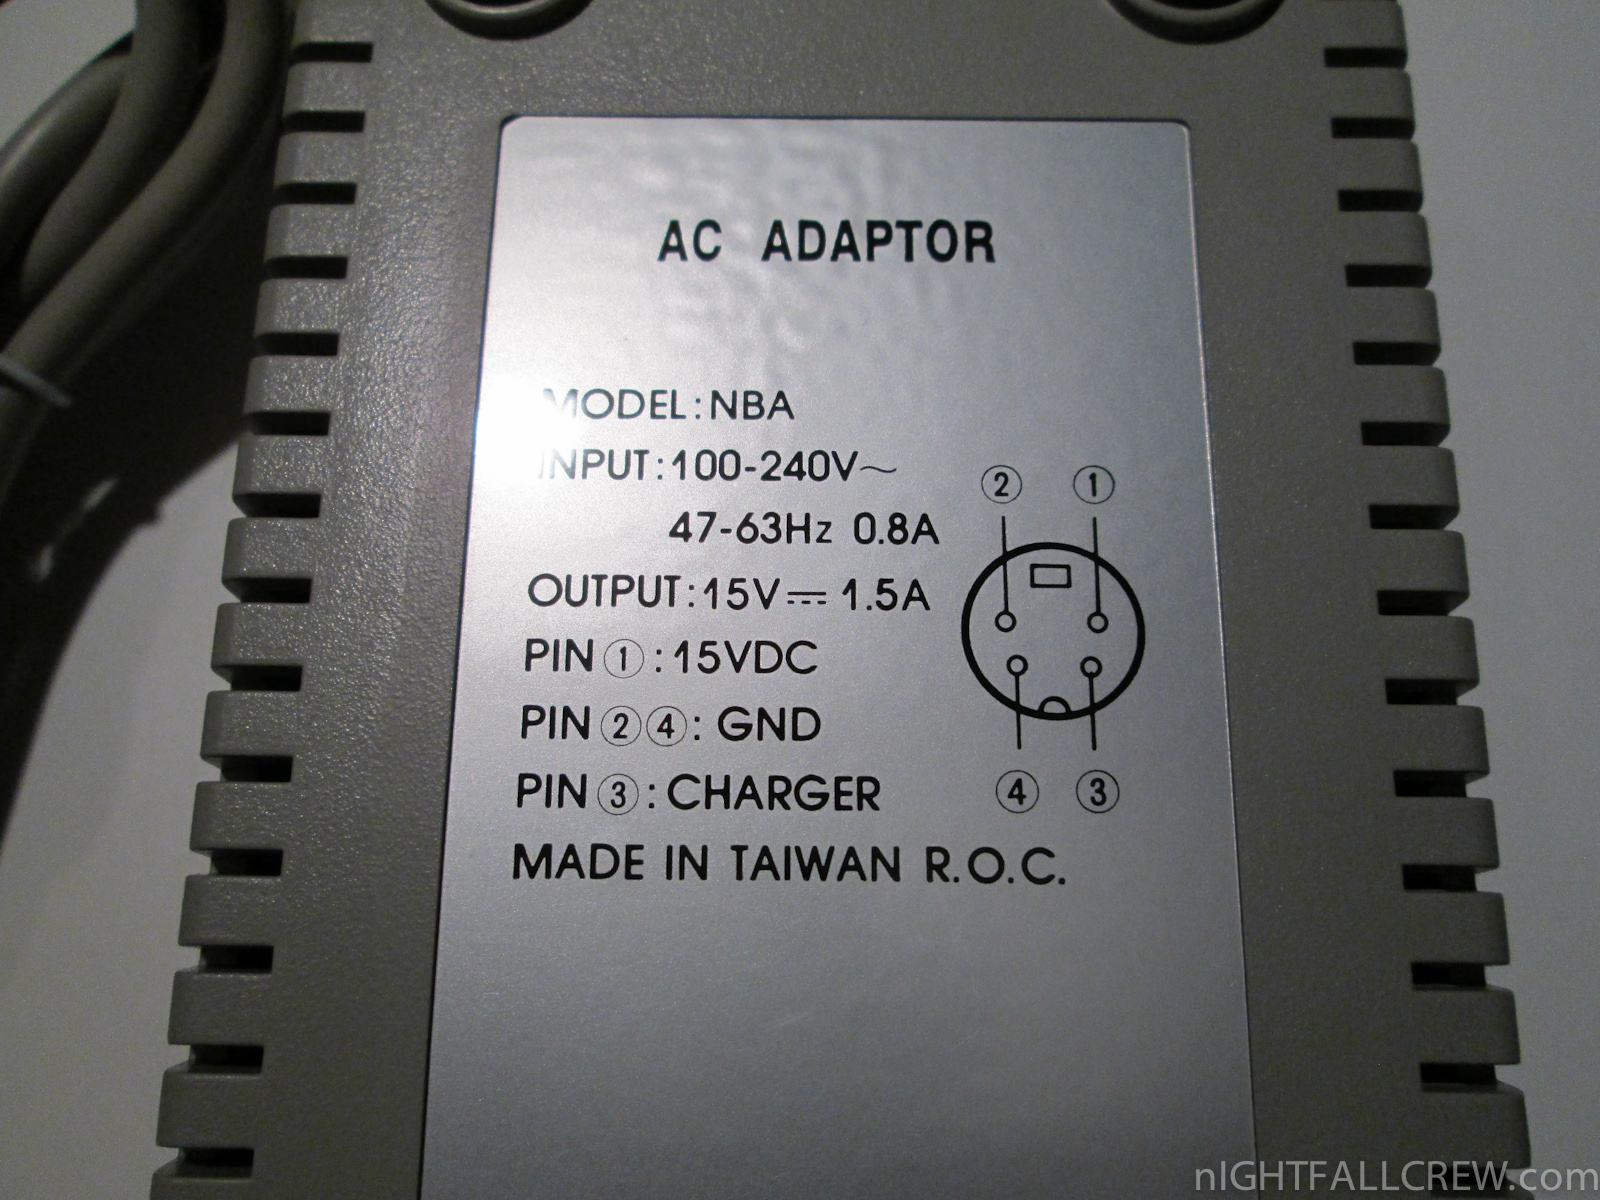 AC ADAPTOR
MODEL:NBA
INPUT:100-240V~
47-63Hz 0.8A
OUTPUT:15V⎓1.5A
PIN①:15VDC
PIN②④:GND
PIN③:CHARGER
MADE IN TAIWAN R.O.C.
② ①
④ ③
nIGHTFALLCREW.com